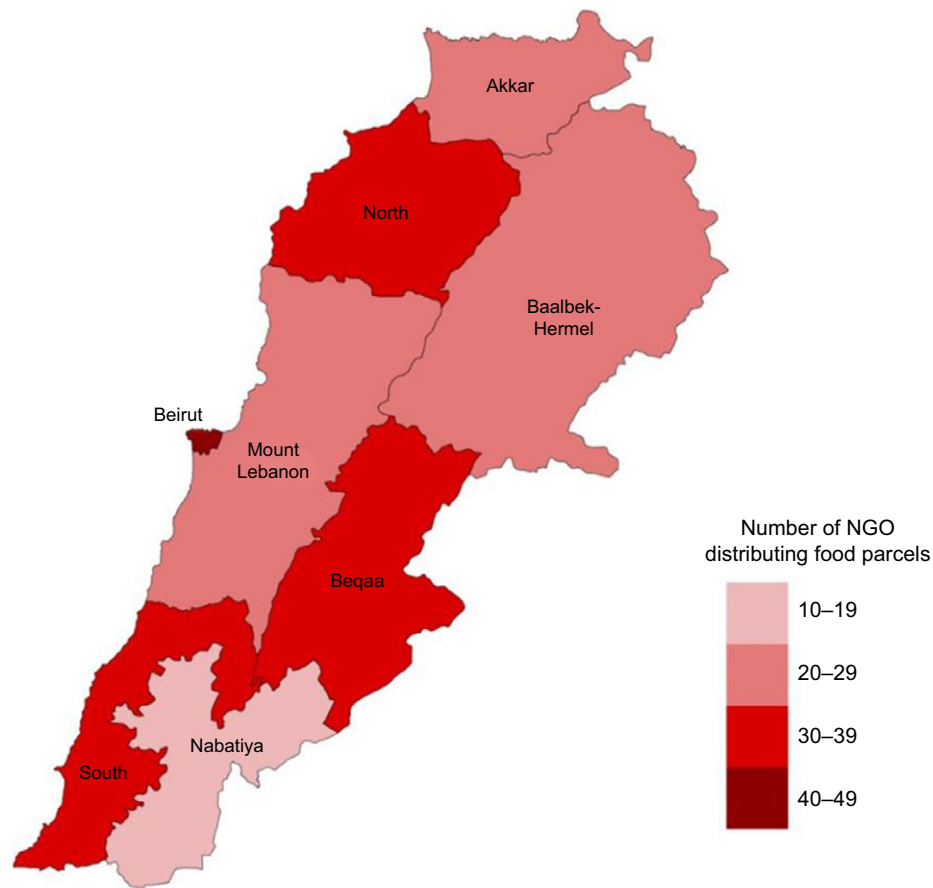 Akkar
North
Baalbek-
Hermel
Beirut
Mount
Lebanon
Beqaa
Nabatiya
South
Number of NGO
distributing food parcels
10–19
20–29
30–39
40–49